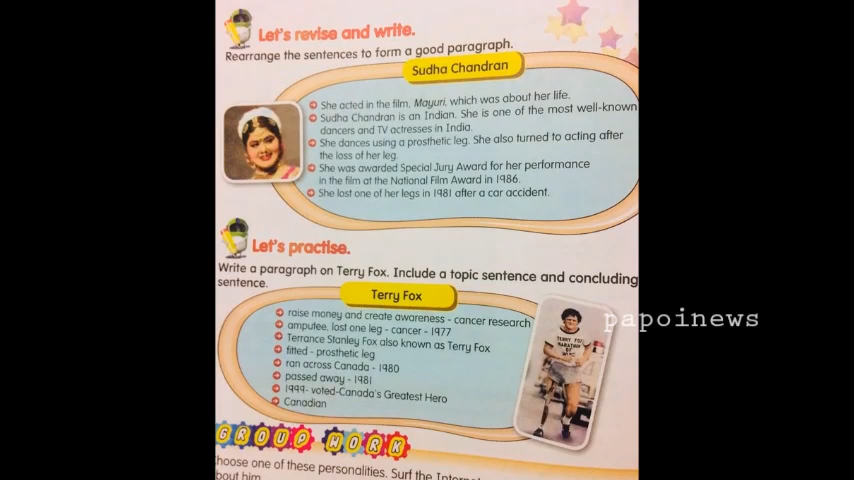 Let's revise and write.
Rearrange the sentences to form a good paragraph.
Sudha Chandran
She acted in the film, Mayuri, which was about her life.
Sudha Chandran is an Indian. She is one of the most well-known
dancers and TV actresses in India.
She dances using a prosthetic leg. She also turned to acting after
the loss of her leg.
She was awarded Special Jury Award for her performance
in the film at the National Film Award in 1986.
She lost one of her legs in 1981 after a car accident.
Let's practise.
Write a paragraph on Terry Fox. Include a topic sentence and concluding
sentence.
Terry Fox
raise money and create awareness - cancer research
amputee, lost one leg - cancer - 1977
Terrance Stanley Fox also known as Terry Fox
fitted - prosthetic leg
ran across Canada - 1980
passed away - 1981
1999- voted-Canada's Greatest Hero
Canadian
TERRY FOX
MARATHON
OF
HOPE
papoinews
GROUP WORK
hoose one of these personalities. Surf the Intern
bout him